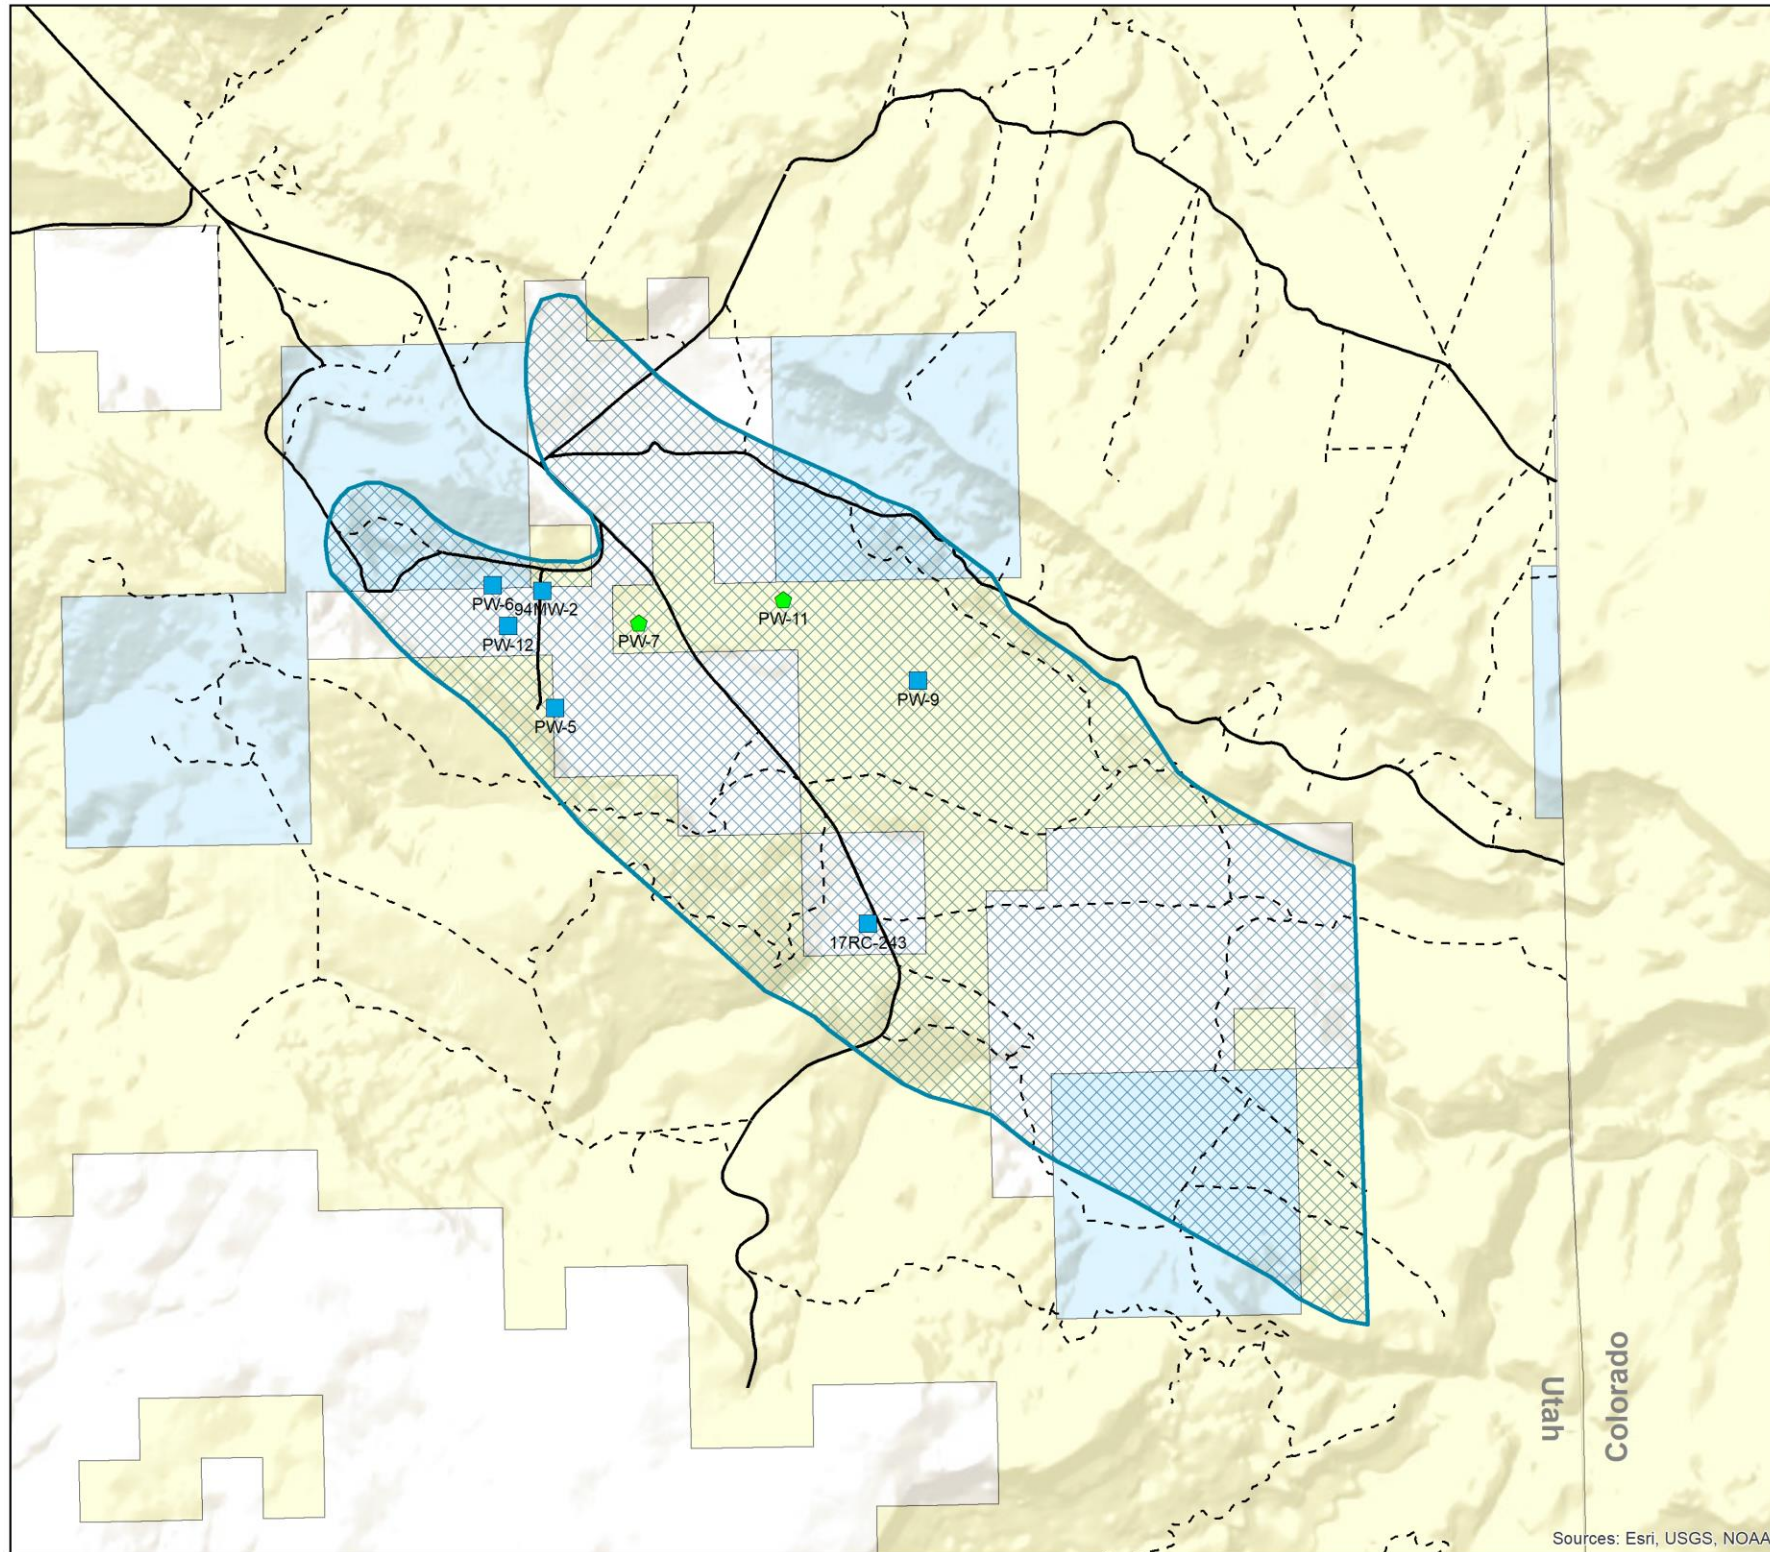 PW-6
94MW-2
PW-12
PW-7
PW-11
PW-5
PW-9
17RC-243
Utah
Colorado
Sources: Esri, USGS, NOAA